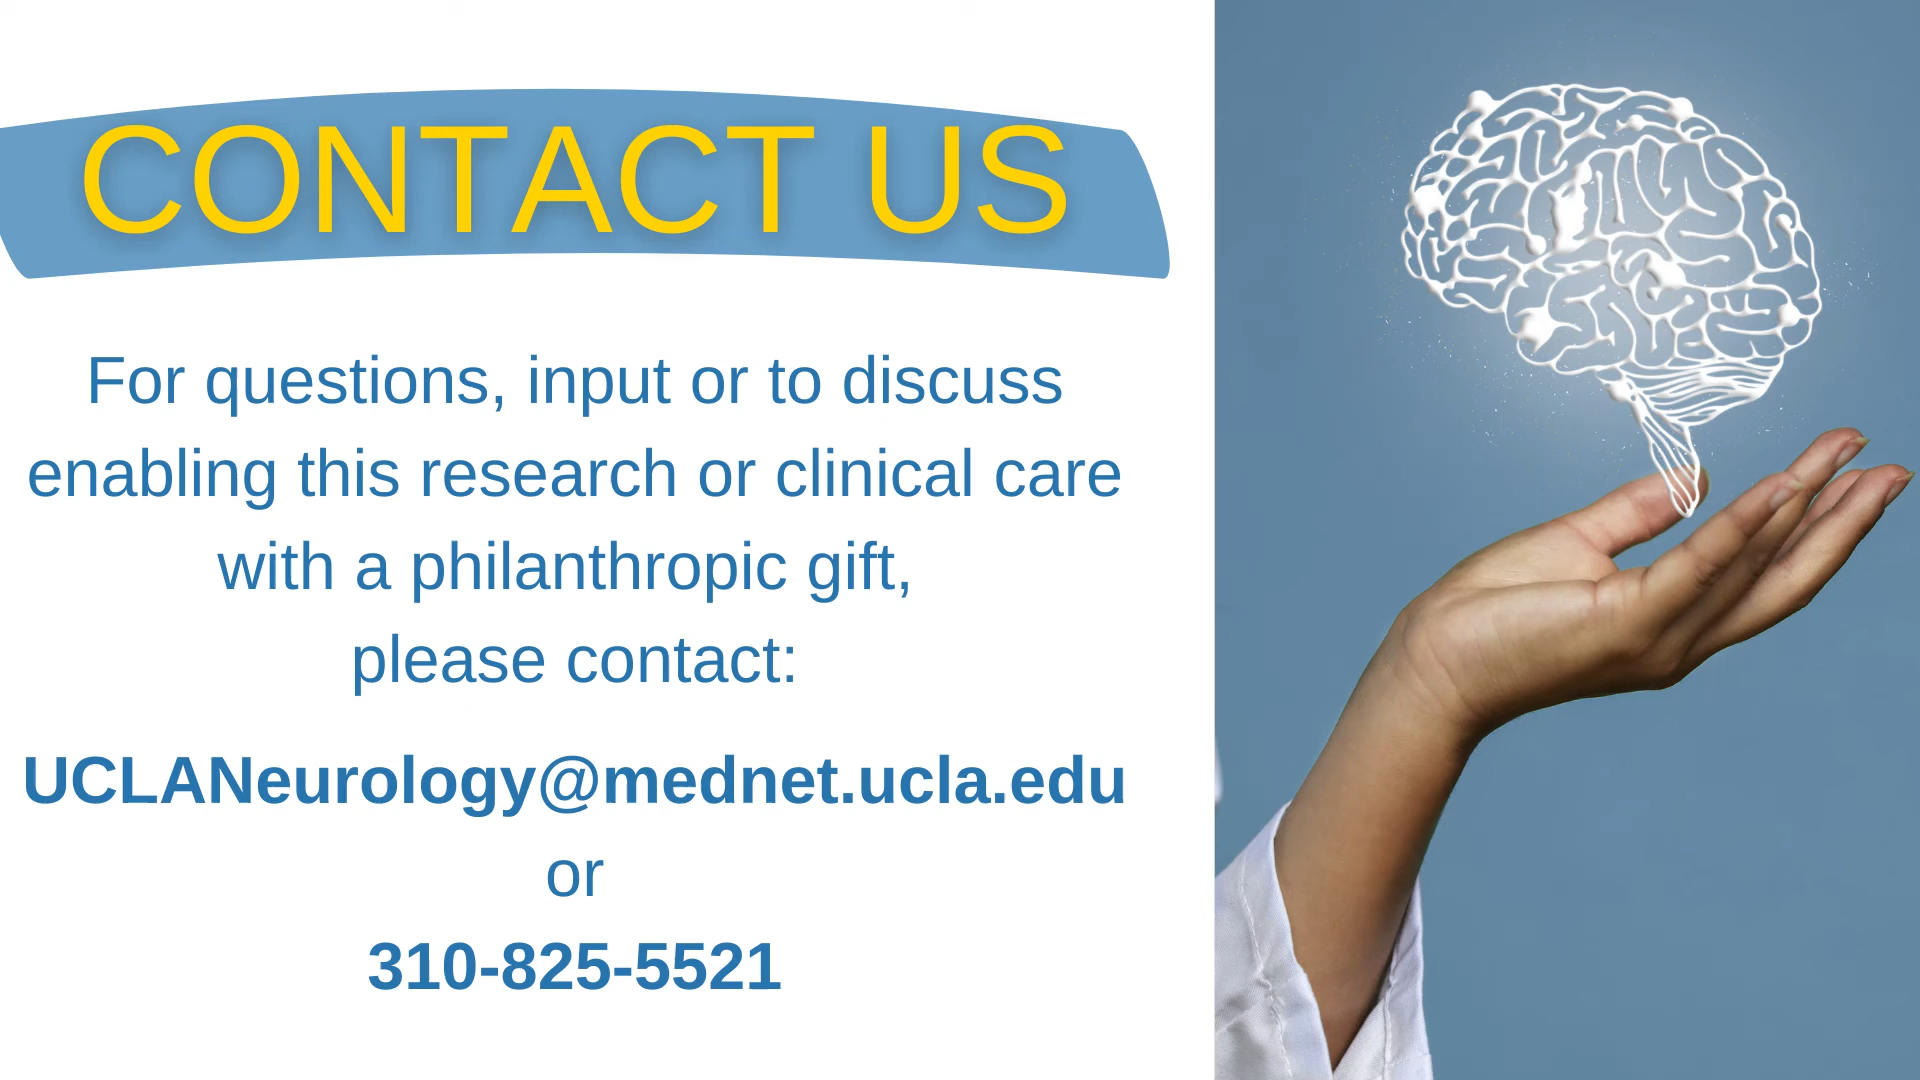 CONTACT US
For questions, input or to discuss
enabling this research or clinical care
with a philanthropic gift,
please contact:
UCLANeurology@mednet.ucla.edu
or
310-825-5521